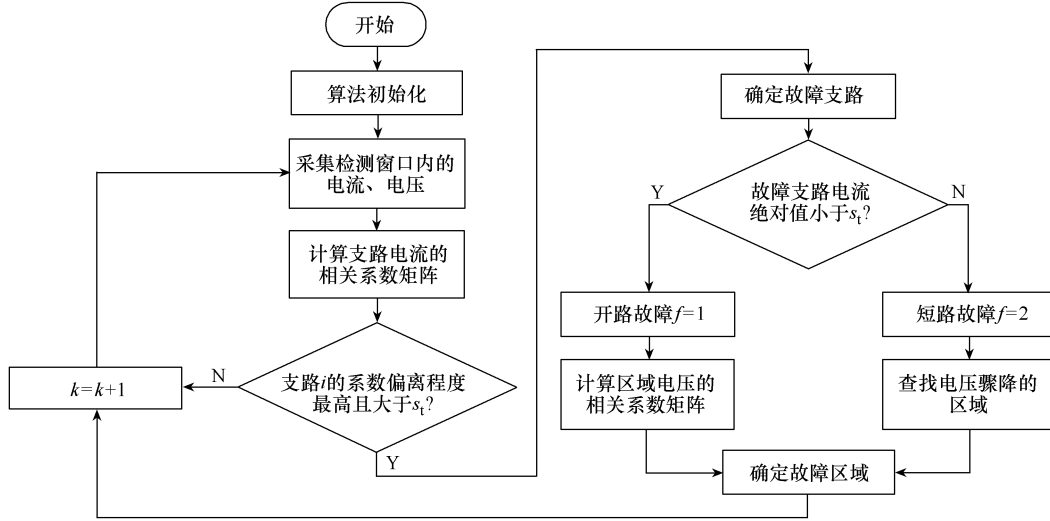 开始
算法初始化
采集检测窗口内的
电流、电压
计算支路电流的
相关系数矩阵
支路i的系数偏离程度
最高且大于st?
N
Y
k=k+1
确定故障支路
故障支路电流
绝对值小于st?
Y
N
开路故障f=1
短路故障f=2
计算区域电压的
相关系数矩阵
查找电压骤降的
区域
确定故障区域